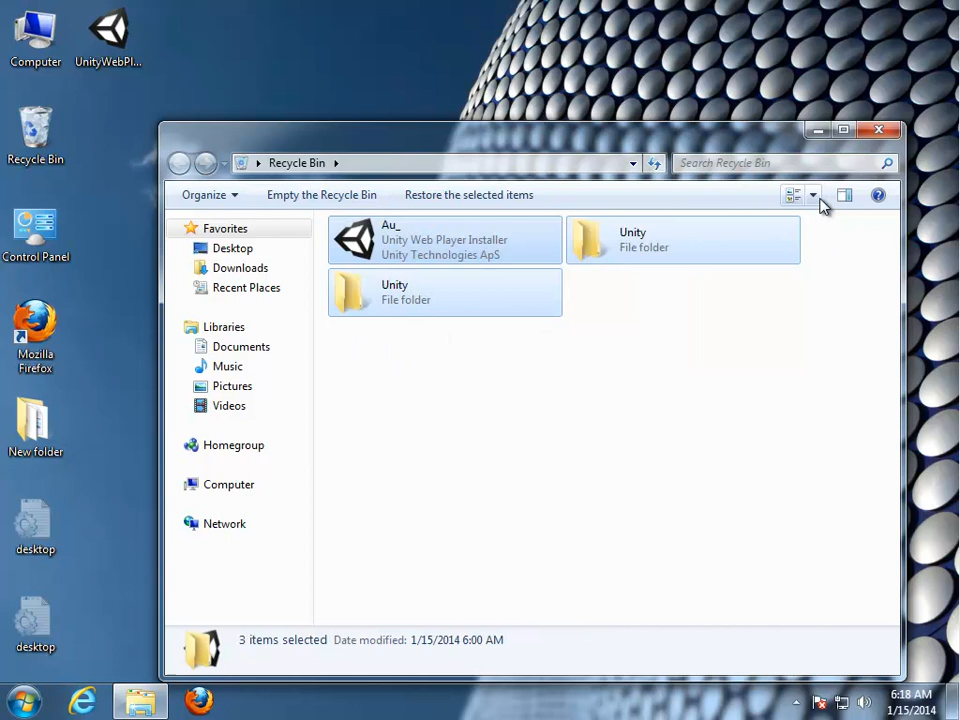 Computer
UnityWebPl...
Recycle Bin
Control Panel
Mozilla
Firefox
New folder
desktop
desktop
Recycle Bin
Search Recycle Bin
Organize
Empty the Recycle Bin
Restore the selected items
Favorites
Desktop
Downloads
Recent Places
Libraries
Documents
Music
Pictures
Videos
Homegroup
Computer
Network
Au_
Unity Web Player Installer
Unity Technologies ApS
Unity
File folder
Unity
File folder
3 items selected Date modified: 1/15/2014 6:00 AM
6:18 AM
1/15/2014